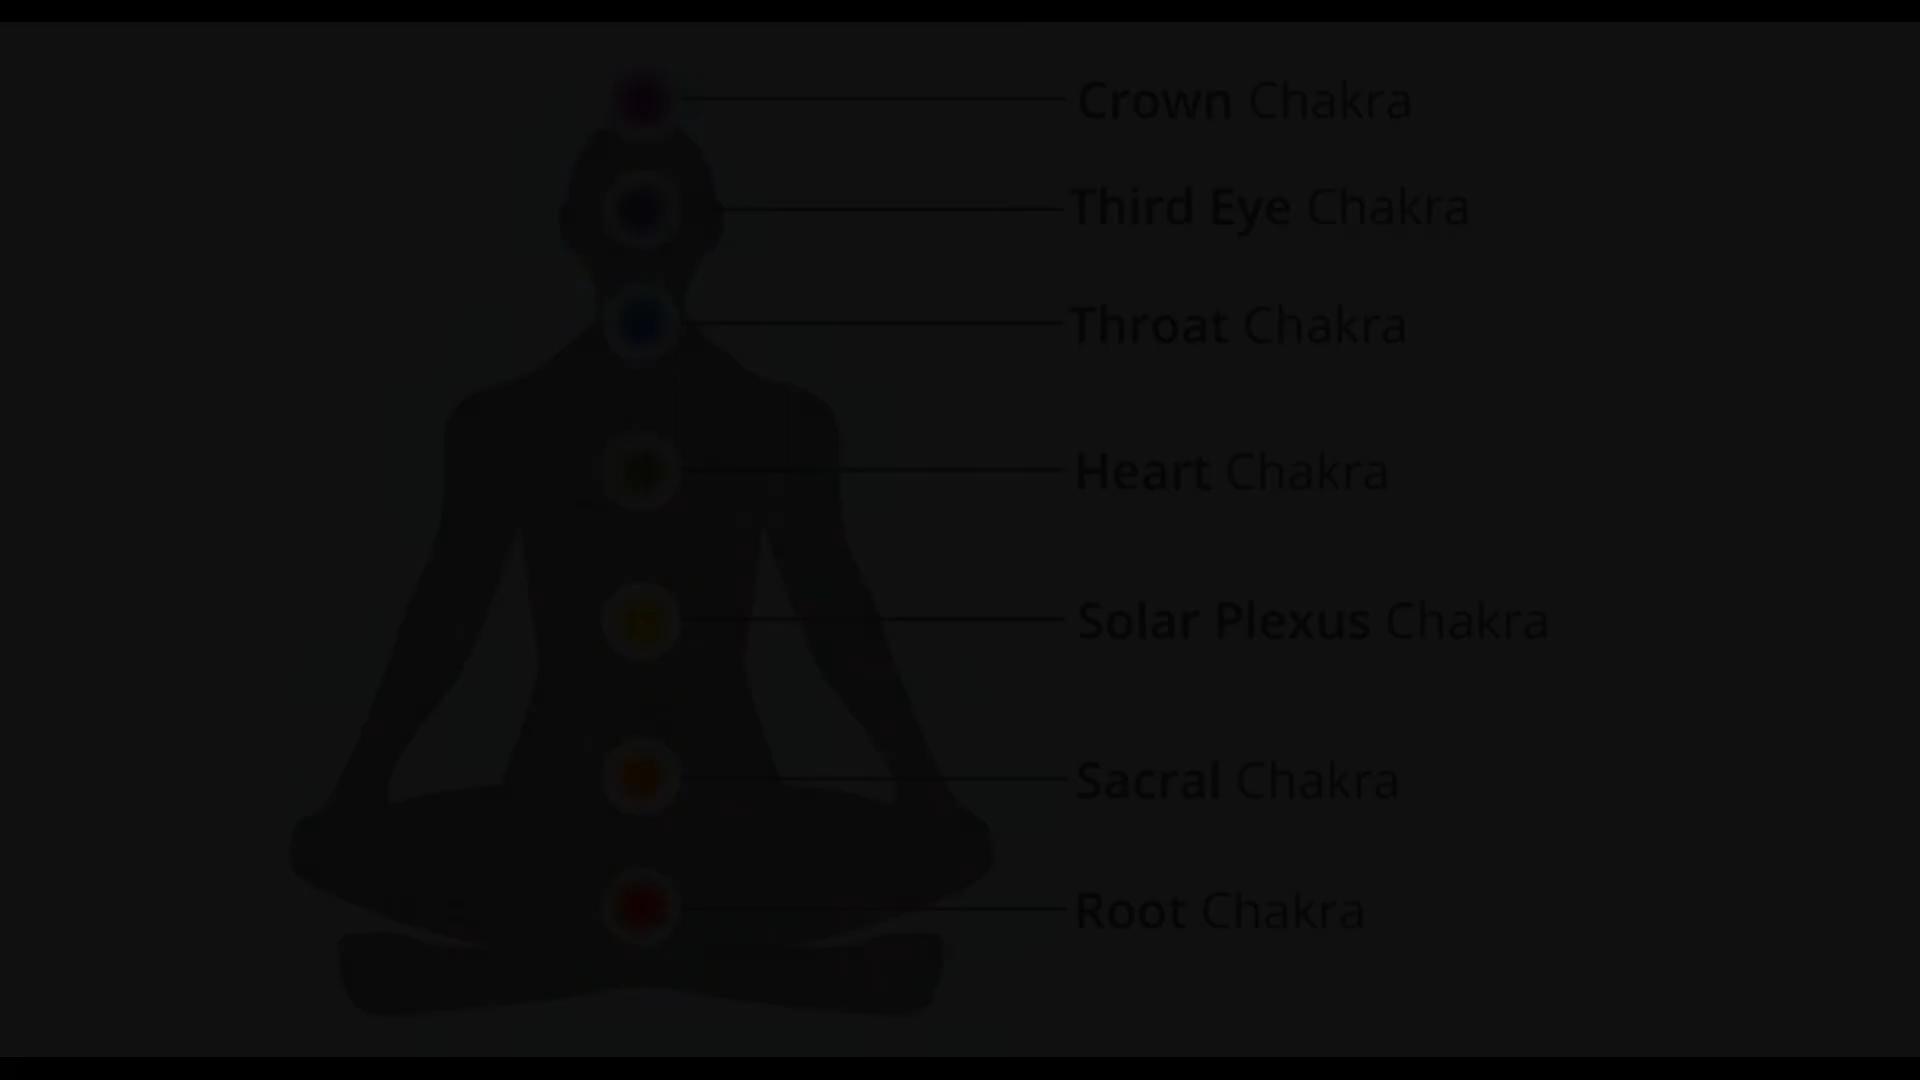 Crown Chakra
Third Eye Chakra
Throat Chakra
Heart Chakra
Solar Plexus Chakra
Sacral Chakra
Root Chakra